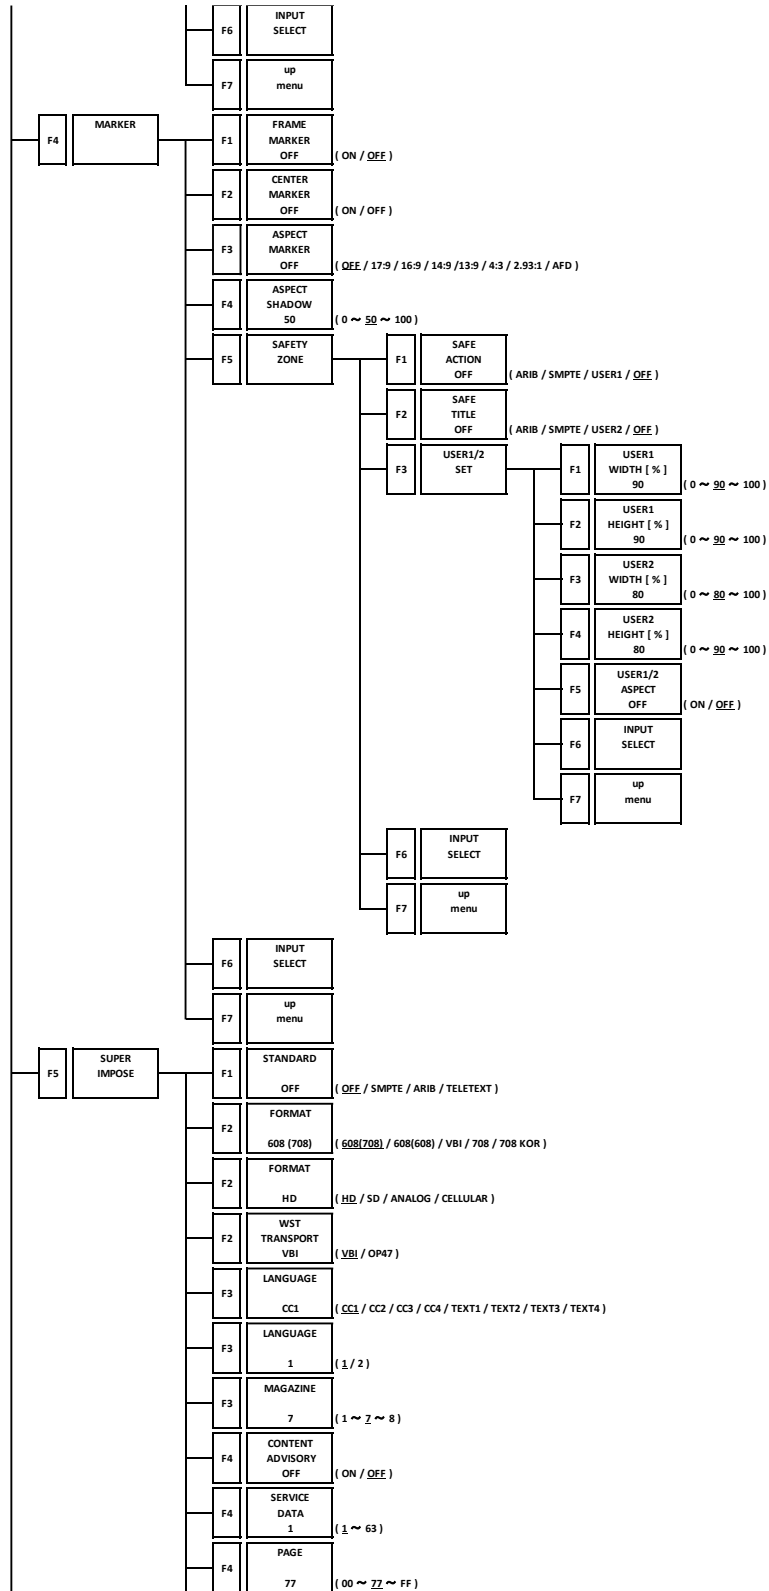 F6
INPUT
SELECT
F7
up
menu
F4
MARKER
F1
FRAME
MARKER
OFF
( ON / OFF )
F2
CENTER
MARKER
OFF
( ON / OFF )
F3
ASPECT
MARKER
OFF
( OFF / 17:9 / 16:9 / 14:9 /13:9 / 4:3 / 2.93:1 / AFD )
F4
ASPECT
SHADOW
50
( 0 ~ 50 ~ 100 )
F5
SAFETY
ZONE
F1
SAFE
ACTION
OFF
( ARIB / SMPTE / USER1 / OFF )
F2
SAFE
TITLE
OFF
( ARIB / SMPTE / USER2 / OFF )
F3
USER1/2
SET
F1
USER1
WIDTH [ % ]
90
( 0 ~ 90 ~ 100 )
F2
USER1
HEIGHT [ % ]
90
( 0 ~ 90 ~ 100 )
F3
USER2
WIDTH [ % ]
80
( 0 ~ 80 ~ 100 )
F4
USER2
HEIGHT [ % ]
80
( 0 ~ 90 ~ 100 )
F5
USER1/2
ASPECT
OFF
( ON / OFF )
F6
INPUT
SELECT
F7
up
menu
F6
INPUT
SELECT
F7
up
menu
F6
INPUT
SELECT
F7
up
menu
F5
SUPER
IMPOSE
F1
STANDARD
OFF
( OFF / SMPTE / ARIB / TELETEXT )
F2
FORMAT
608 (708)
( 608(708) / 608(608) / VBI / 708 / 708 KOR )
F2
FORMAT
HD
( HD / SD / ANALOG / CELLULAR )
F2
WST
TRANSPORT
VBI
( VBI / OP47 )
F3
LANGUAGE
CC1
( CC1 / CC2 / CC3 / CC4 / TEXT1 / TEXT2 / TEXT3 / TEXT4 )
F3
LANGUAGE
1
( 1 / 2 )
F3
MAGAZINE
7
( 1 ~ 7 ~ 8 )
F4
CONTENT
ADVISORY
OFF
( ON / OFF )
F4
SERVICE
DATA
1
( 1 ~ 63 )
F4
PAGE
77
( 00 ~ 77 ~ FF )